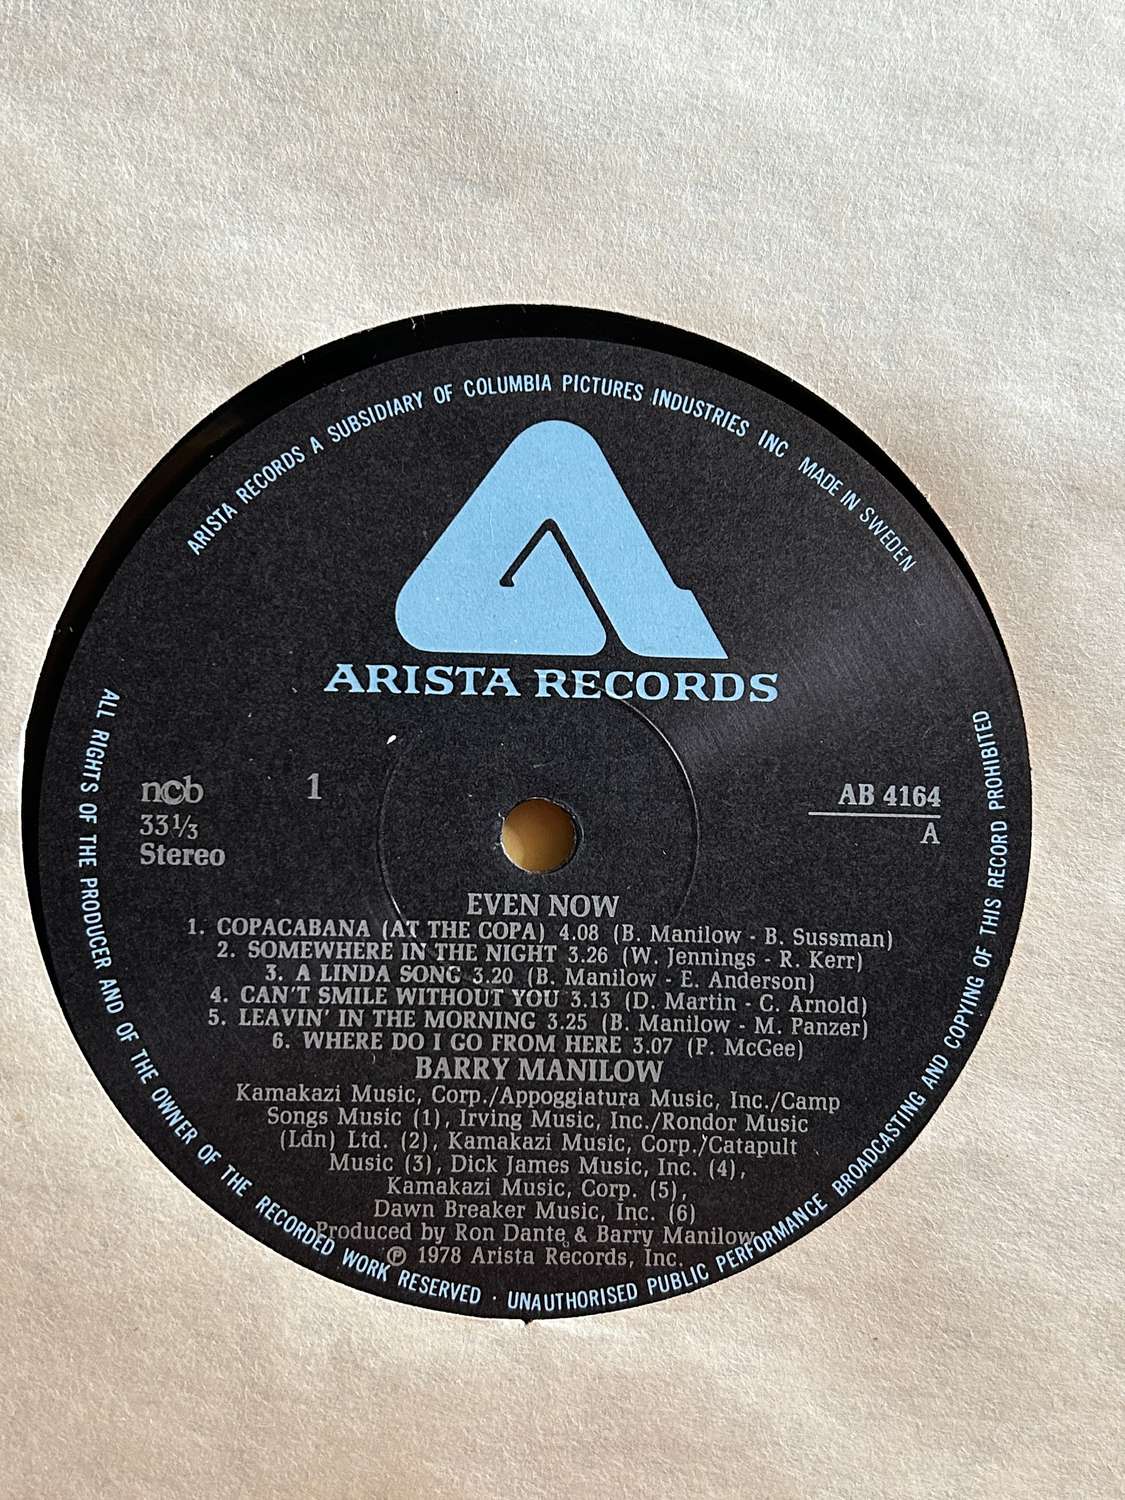 ARISTA RECORDS A SUBSIDIARY OF COLUMBIA PICTURES INDUSTRIES INC MADE IN SWEDEN
ARISTA RECORDS
ncb
33⅓
Stereo
1
AB 4164
A
EVEN NOW
1. COPACABANA (AT THE COPA) 4.08 (B. Manilow - B. Sussman)
2. SOMEWHERE IN THE NIGHT 3.26 (W. Jennings - R. Kerr)
3. A LINDA SONG 3.20 (B. Manilow - E. Anderson)
4. CAN'T SMILE WITHOUT YOU 3.13 (D. Martin - C. Arnold)
5. LEAVIN' IN THE MORNING 3.25 (B. Manilow - M. Panzer)
6. WHERE DO I GO FROM HERE 3.07 (P. McGee)
BARRY MANILOW
Kamakazi Music, Corp./Appoggiatura Music, Inc./Camp
Songs Music (1), Irving Music, Inc./Rondor Music
(Ldn) Ltd. (2), Kamakazi Music, Corp./Catapult
Music (3), Dick James Music, Inc. (4),
Kamakazi Music, Corp. (5),
Dawn Breaker Music, Inc. (6)
Produced by Ron Dante & Barry Manilow
℗ 1978 Arista Records, Inc.
ALL RIGHTS OF THE PRODUCER AND OF THE OWNER OF THE RECORDED WORK RESERVED · UNAUTHORISED PUBLIC PERFORMANCE BROADCASTING AND COPYING OF THIS RECORD PROHIBITED